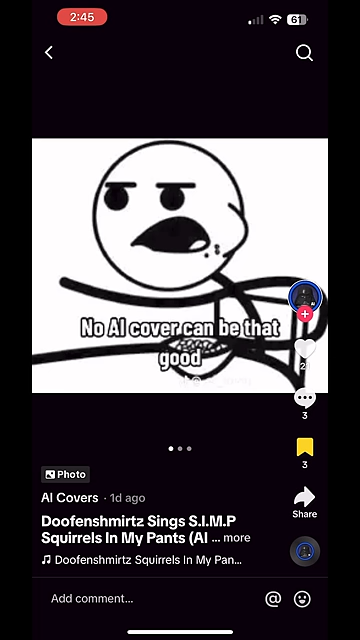 2:45
61
No AI cover can be that
good
3
3
Share
Photo
AI Covers · 1d ago
Doofenshmirtz Sings S.I.M.P
Squirrels In My Pants (AI ... more
Doofenshmirtz Squirrels In My Pan...
Add comment...